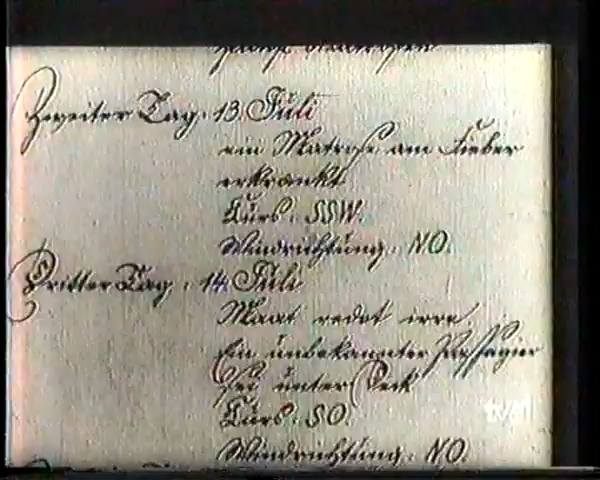 Zweiter Tag: 13. Juli
ein Matrose am Fieber
erkrankt
Kurs: SSW.
Windrichtung: NO.
Dritter Tag: 14. Juli
Maat redet irre
Ein unbekannter Passagier
sei unter Deck
Kurs: SO.
Windrichtung: NO.